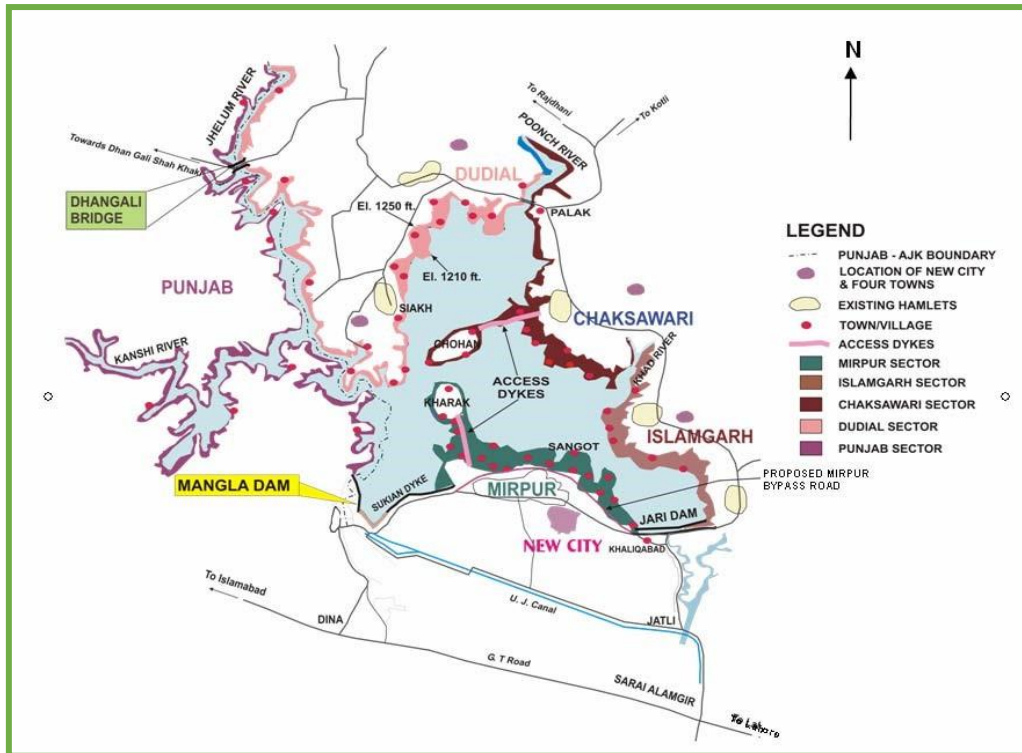 N
JHELUM RIVER
To Rajdhani
To Kotli
POONCH RIVER
Towards Dhan Gali Shah Khaki
DUDIAL
DHANGALI
BRIDGE
El. 1250 ft.
PALAK
El. 1210 ft.
PUNJAB
SIAKH
CHAKSAWARI
CHOHAN
KANSHI RIVER
KHAD RIVER
ACCESS
DYKES
KHARAK
ISLAMGARH
SANGOT
MANGLA DAM
SUKIAN DYKE
MIRPUR
PROPOSED MIRPUR
BYPASS ROAD
JARI DAM
NEW CITY
KHALIQABAD
To Islamabad
U. J. Canal
DINA
JATLI
G. T Road
SARAI ALAMGIR
To Lahore
LEGEND
PUNJAB - AJK BOUNDARY
LOCATION OF NEW CITY
& FOUR TOWNS
EXISTING HAMLETS
TOWN/VILLAGE
ACCESS DYKES
MIRPUR SECTOR
ISLAMGARH SECTOR
CHAKSAWARI SECTOR
DUDIAL SECTOR
PUNJAB SECTOR